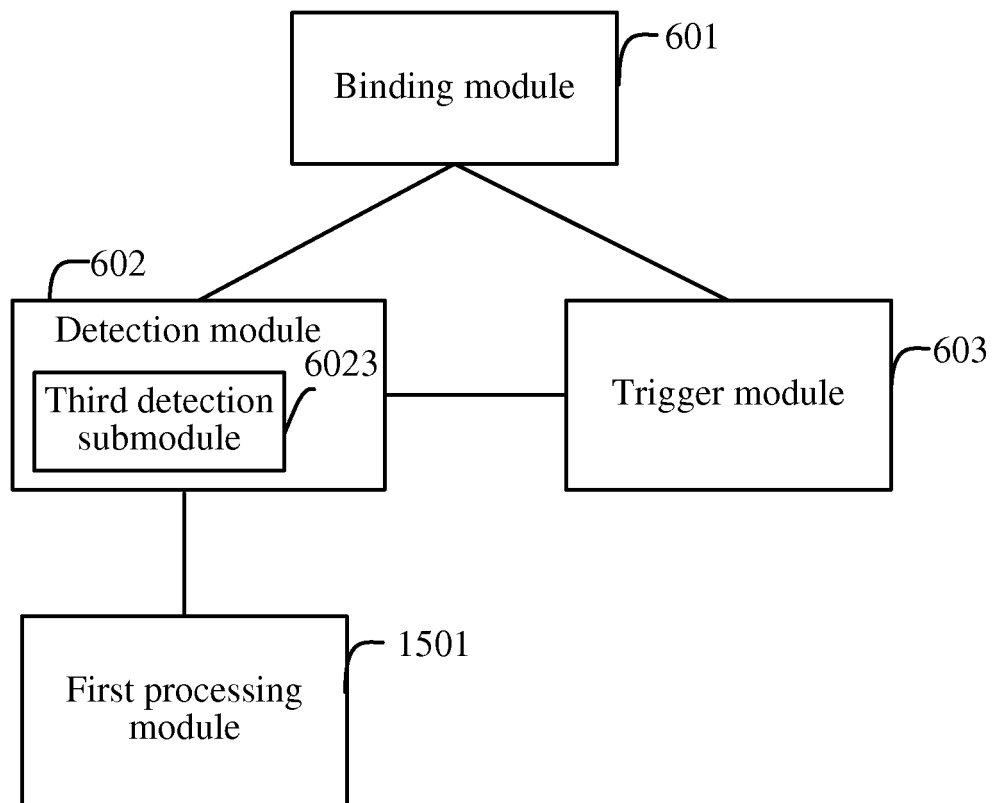 601
Binding module
602
Detection module
6023
Third detection
submodule
603
Trigger module
1501
First processing
module